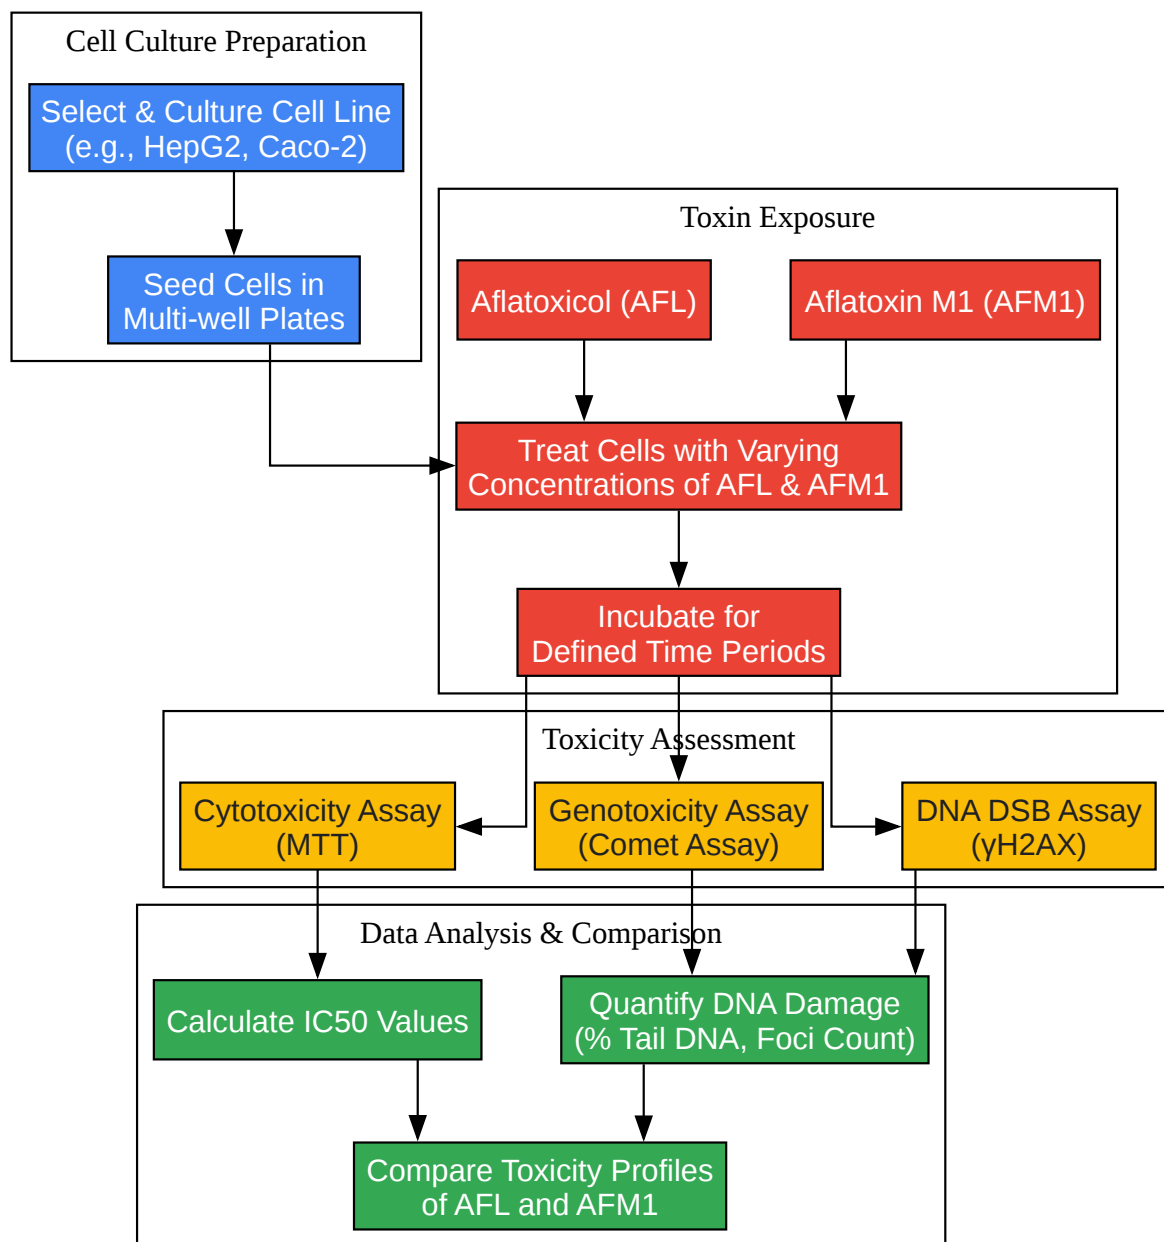 Cell Culture Preparation
Select & Culture Cell Line
(e.g., HepG2, Caco-2)
Seed Cells in
Multi-well Plates
Toxin Exposure
Aflatoxicol (AFL)
Aflatoxin M1 (AFM1)
Treat Cells with Varying
Concentrations of AFL & AFM1
Incubate for
Defined Time Periods
Toxicity Assessment
Cytotoxicity Assay
(MTT)
Genotoxicity Assay
(Comet Assay)
DNA DSB Assay
(γH2AX)
Data Analysis & Comparison
Calculate IC50 Values
Quantify DNA Damage
(% Tail DNA, Foci Count)
Compare Toxicity Profiles
of AFL and AFM1